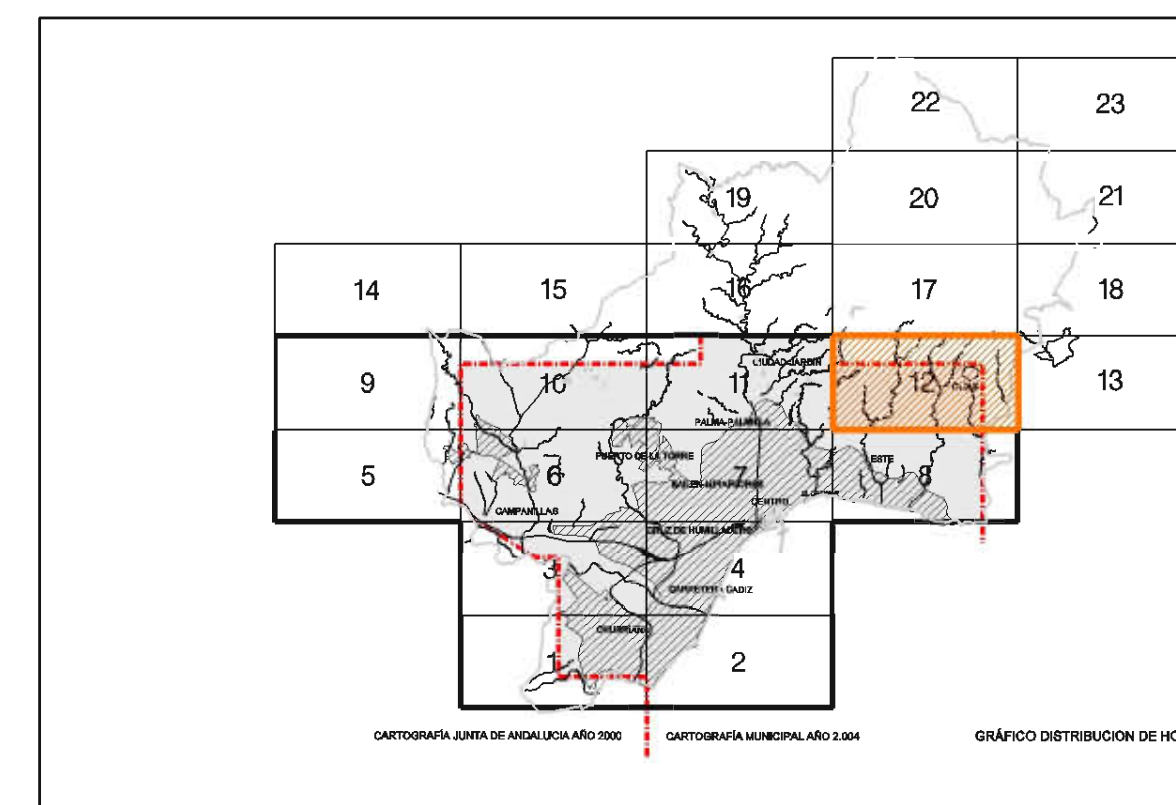 22 23
19 20 21
14 15 16 17 18
CIUDAD JARDIN
9 10 11 12 13
PALMA-PALMILLA
PUERTO DE LA TORRE ESTE
5 6 7 8
CENTRO
CAMPANILLAS
CRUZ DE HUMILLADERO
3 4
CHURRIANA
1 2
CARTOGRAFÍA JUNTA DE ANDALUCIA AÑO 2000 CARTOGRAFÍA MUNICIPAL AÑO 2.004 GRÁFICO DISTRIBUCION DE HO